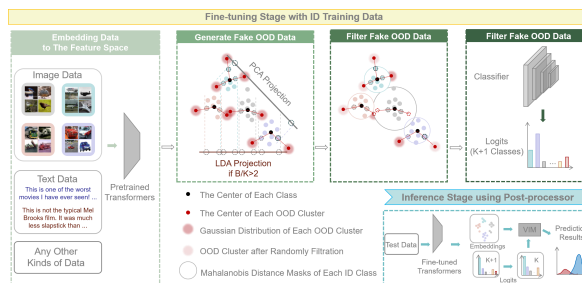 Fine-tuning Stage with ID Training Data
Embedding Data
to The Feature Space
Image Data
Text Data
This is one of the worst
movies I have ever seen! ...
This is not the typical Mel
Brooks film. It was much
less slapstick than ...
Any Other
Kinds of Data
Pretrained
Transformers
Generate Fake OOD Data
PCA Projection
LDA Projection
if B/K>2
Filter Fake OOD Data
Filter Fake OOD Data
Classifier
Logits
(K+1 Classes)
The Center of Each Class
The Center of Each OOD Cluster
Gaussian Distribution of Each OOD Cluster
OOD Cluster after Randomly Filtration
Mahalanobis Distance Masks of Each ID Class
Inference Stage using Post-processor
Test Data
Fine-tuned
Transformers
Embeddings
K+1
K
Logits
VIM
Prediction
Results